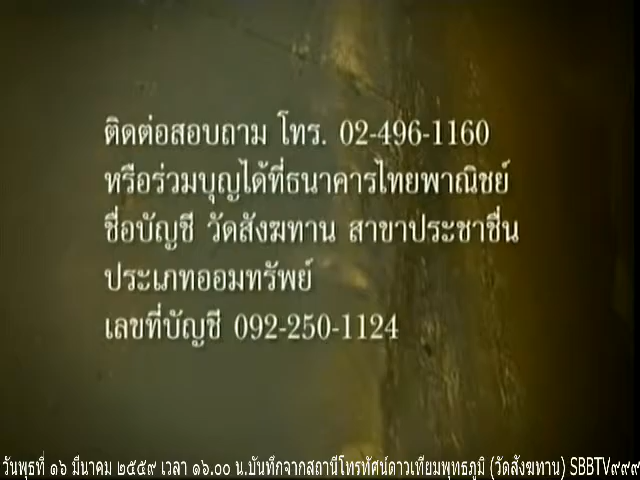 ติดต่อสอบถาม โทร. 02-496-1160
หรือร่วมบุญได้ที่ธนาคารไทยพาณิชย์
ชื่อบัญชี วัดสังฆทาน สาขาประชาชื่น
ประเภทออมทรัพย์
เลขที่บัญชี 092-250-1124
วันพุธที่ ๑๖ มีนาคม ๒๕๕๙ เวลา ๑๖.๐๐ น.บันทึกจากสถานีโทรทัศน์ดาวเทียมพุทธภูมิ (วัดสังฆทาน) SBBTV๙๙๙